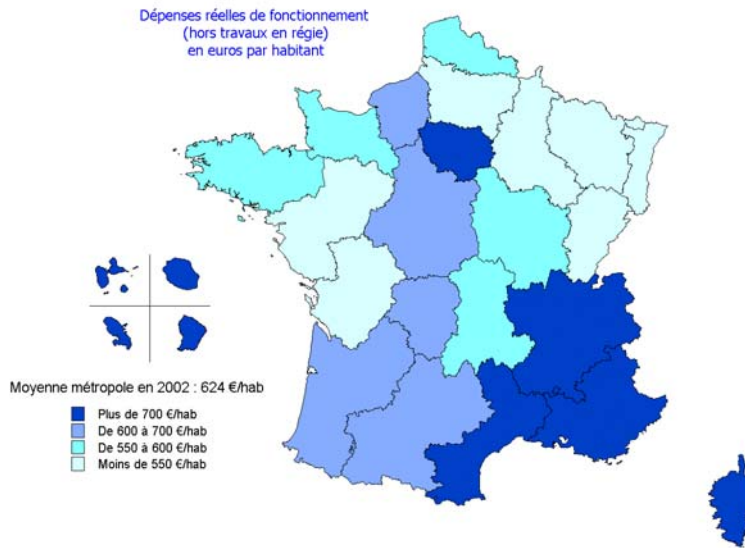 Dépenses réelles de fonctionnement
(hors travaux en régie)
en euros par habitant
Moyenne métropole en 2002 : 624 €/hab
Plus de 700 €/hab
De 600 à 700 €/hab
De 550 à 600 €/hab
Moins de 550 €/hab